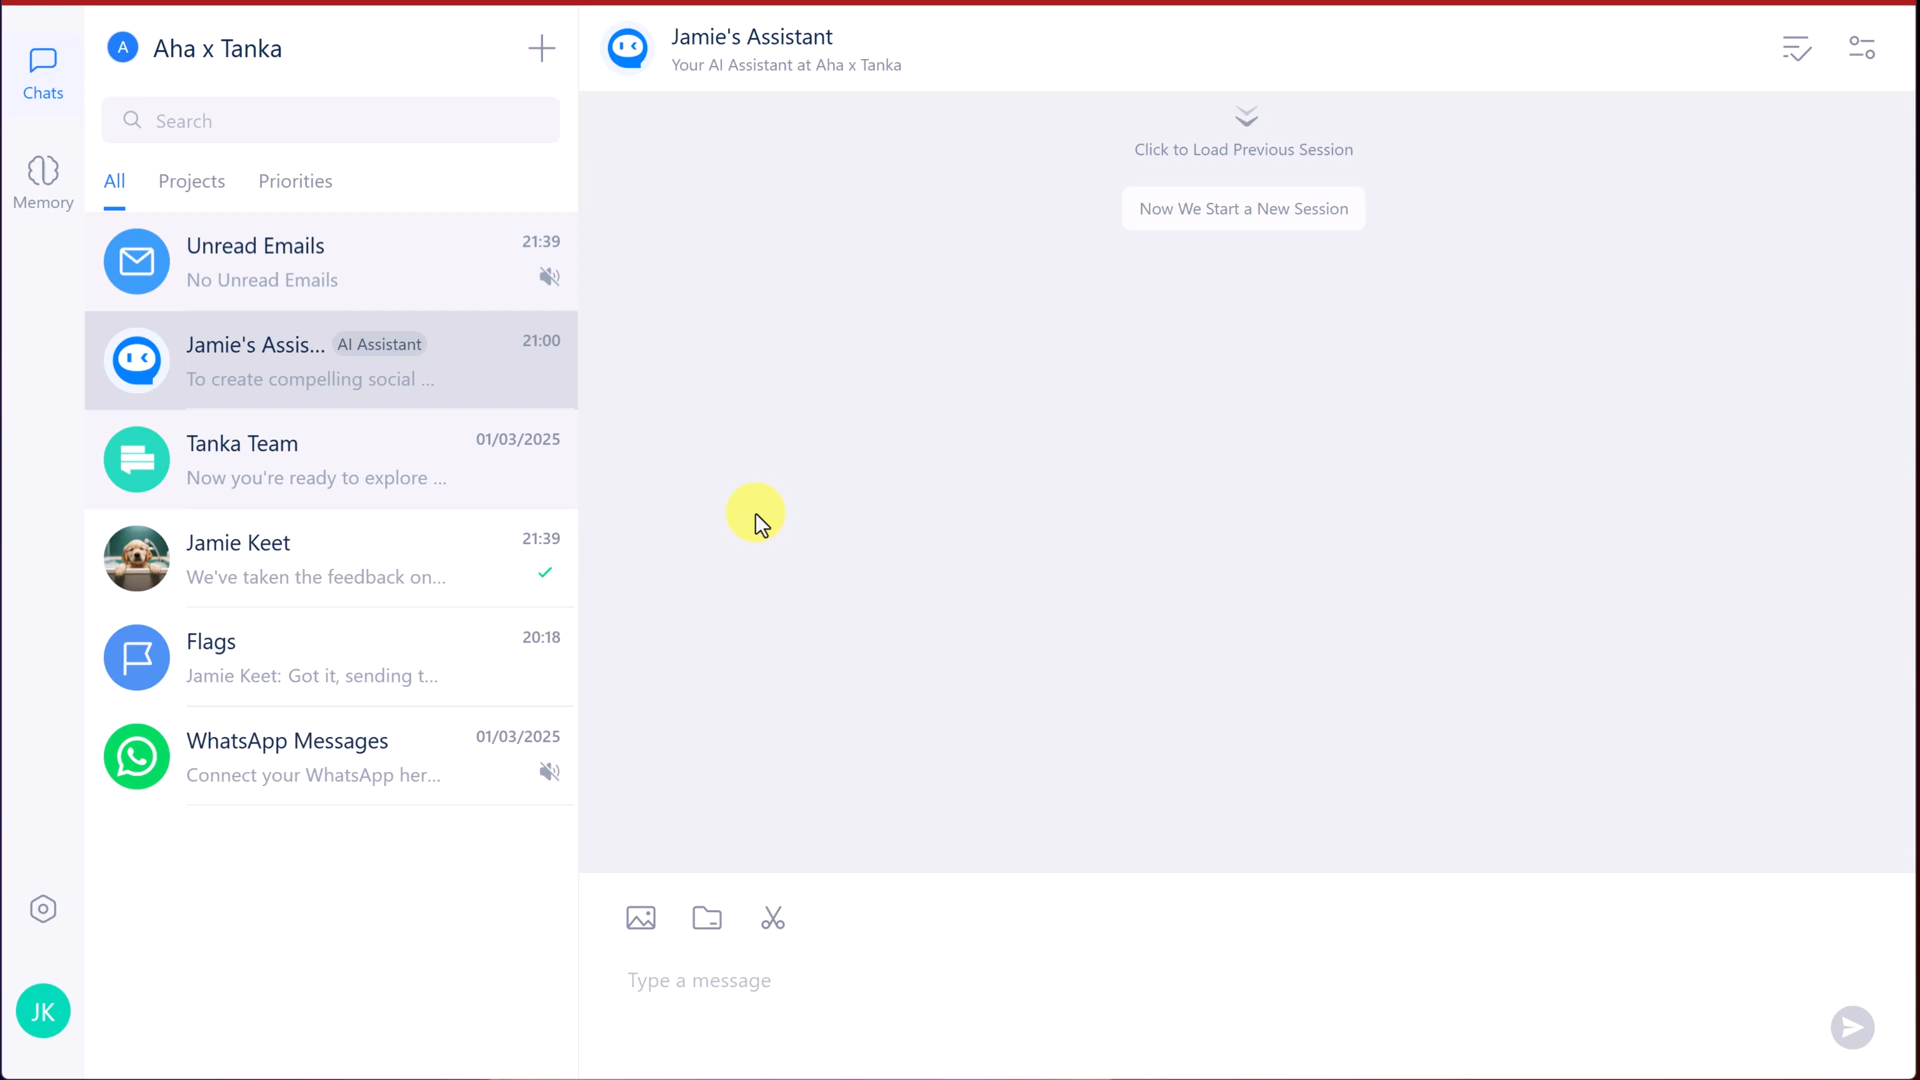 Chats
Memory
JK
A
Aha x Tanka
Search
All
Projects
Priorities
Unread Emails
21:39
No Unread Emails
Jamie's Assis...
AI Assistant
21:00
To create compelling social ...
Tanka Team
01/03/2025
Now you're ready to explore ...
Jamie Keet
21:39
We've taken the feedback on...
Flags
20:18
Jamie Keet: Got it, sending t...
WhatsApp Messages
01/03/2025
Connect your WhatsApp her...
Jamie's Assistant
Your AI Assistant at Aha x Tanka
Click to Load Previous Session
Now We Start a New Session
Type a message